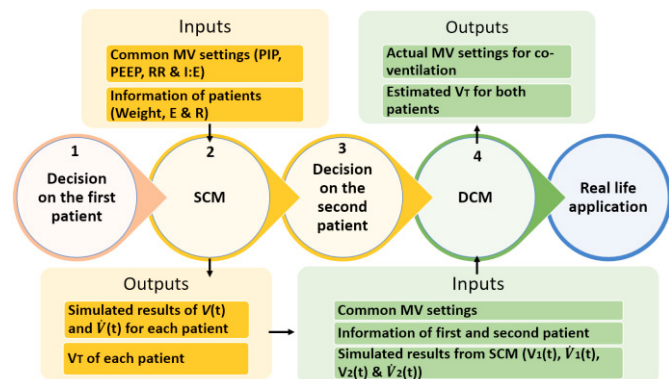 Inputs
Common MV settings (PIP,
PEEP, RR & I:E)
Information of patients
(Weight, E & R)
Outputs
Actual MV settings for co-
ventilation
Estimated VT for both
patients
1
Decision
on the first
patient
2
SCM
3
Decision
on the
second
patient
4
DCM
Real life
application
Outputs
Simulated results of V(t)
and V̇(t) for each patient
VT of each patient
Inputs
Common MV settings
Information of first and second patient
Simulated results from SCM (V1(t), V̇1(t),
V2(t) & V̇2(t))